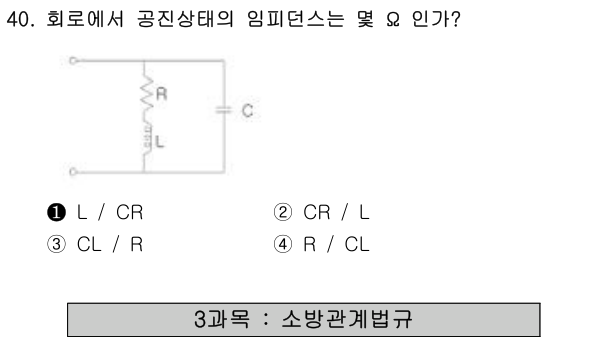 40. 회로에서 공진상태의 임피던스는 몇 Ω 인가?
R
C
L
❶ L / CR ② CR / L
③ CL / R ④ R / CL
3과목 : 소방관계법규